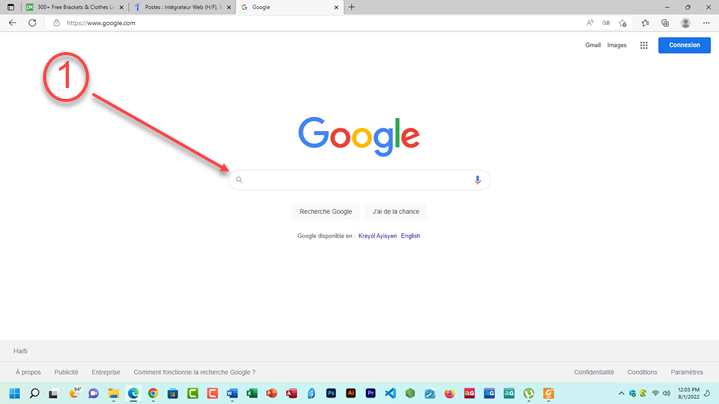 300+ Free Brackets & Clothes
Postes : Intégrateur Web (H/F),
Google
https://www.google.com
Gmail Images
Connexion
1
Google
Recherche Google
J'ai de la chance
Google disponible en : Kreyòl Ayisyen English
Haïti
À propos Publicité Entreprise Comment fonctionne la recherche Google ?
Confidentialité Conditions Paramètres
94°
12:03 PM
8/1/2022